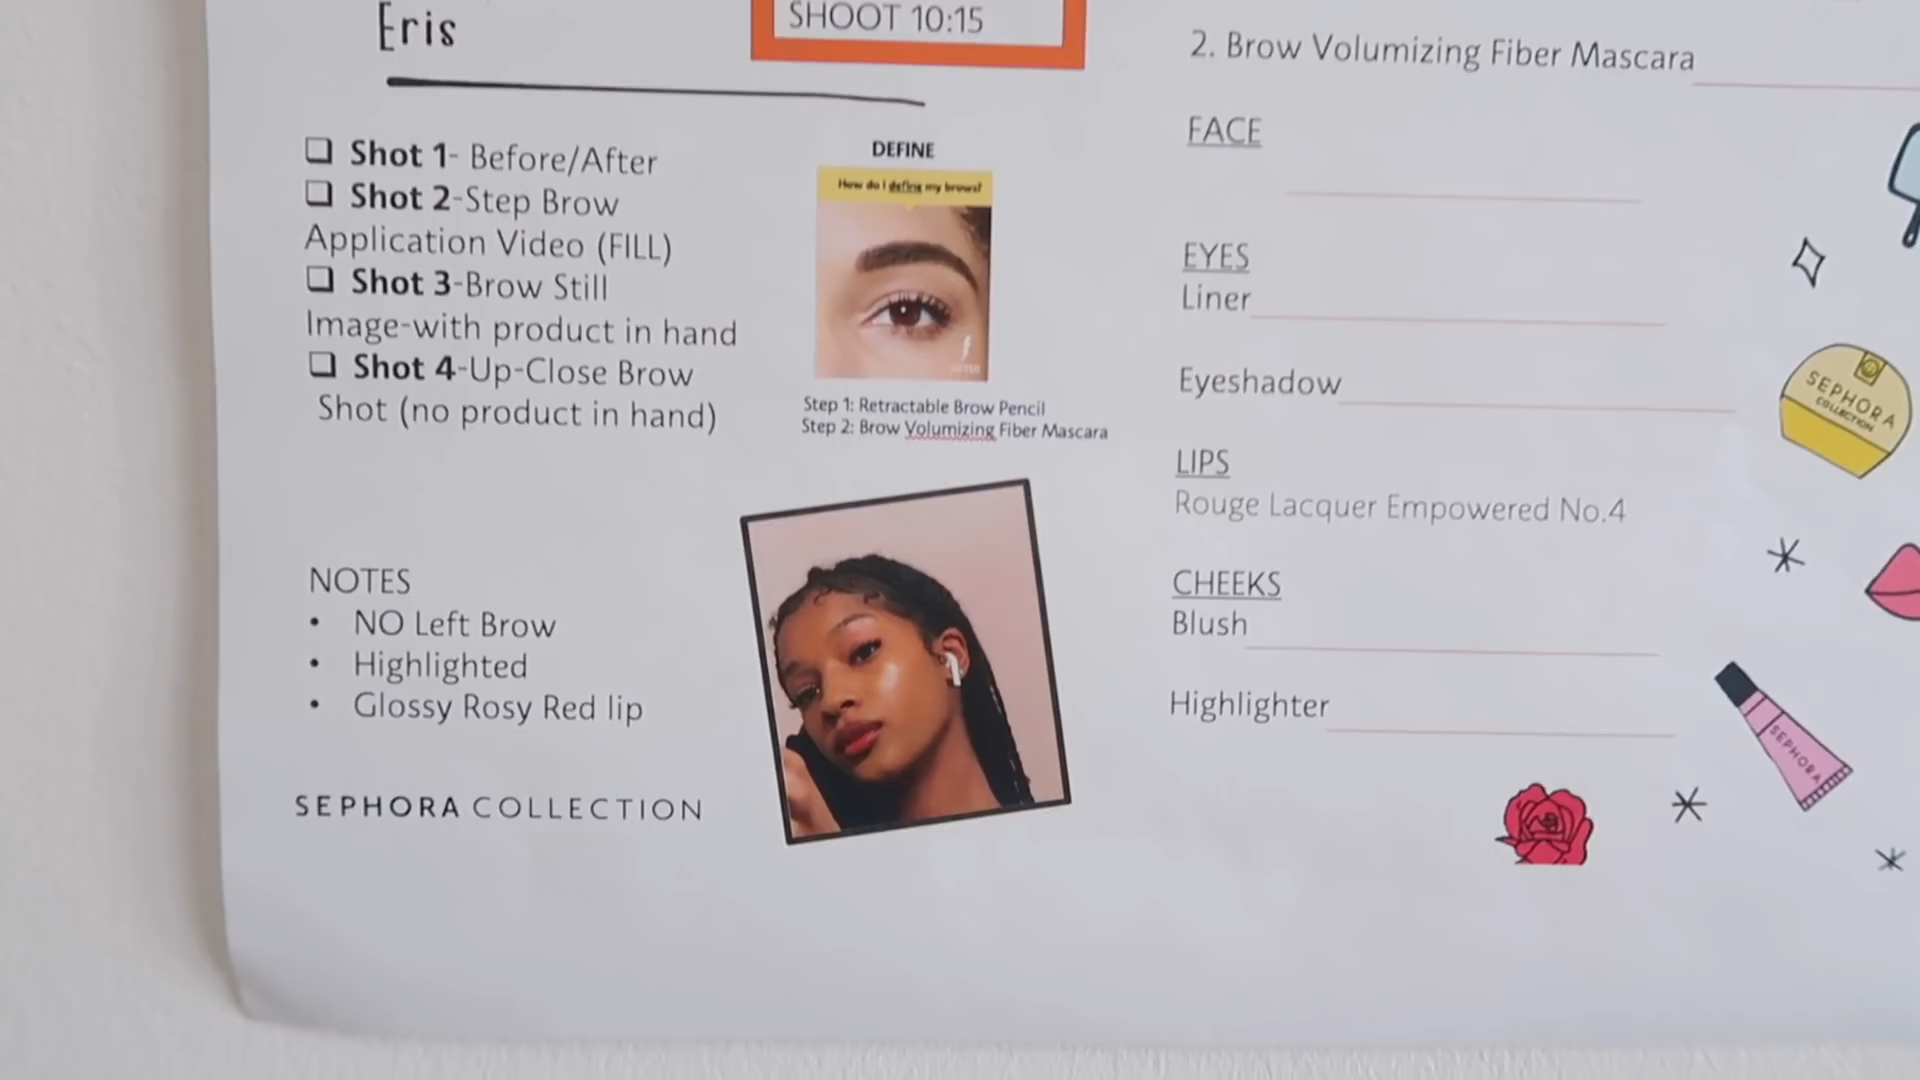 Eris
SHOOT 10:15
Shot 1- Before/After
Shot 2-Step Brow
Application Video (FILL)
Shot 3-Brow Still
Image-with product in hand
Shot 4-Up-Close Brow
Shot (no product in hand)
DEFINE
How do I define my brows?
AFTER
Step 1: Retractable Brow Pencil
Step 2: Brow Volumizing Fiber Mascara
NOTES
• NO Left Brow
• Highlighted
• Glossy Rosy Red lip
SEPHORA COLLECTION
2. Brow Volumizing Fiber Mascara
FACE
EYES
Liner
Eyeshadow
LIPS
Rouge Lacquer Empowered No.4
CHEEKS
Blush
Highlighter
SEPHORA
COLLECTION
SEPHORA